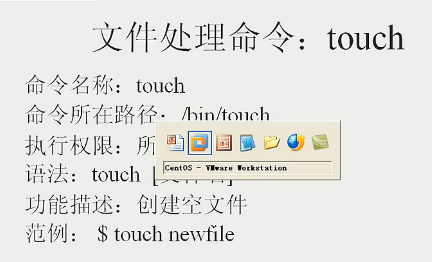 文件处理命令：touch
命令名称：touch
命令所在路径：/bin/touch
执行权限：所
语法：touch
功能描述：创建空文件
范例： $ touch newfile
CentOS - VMware Workstation